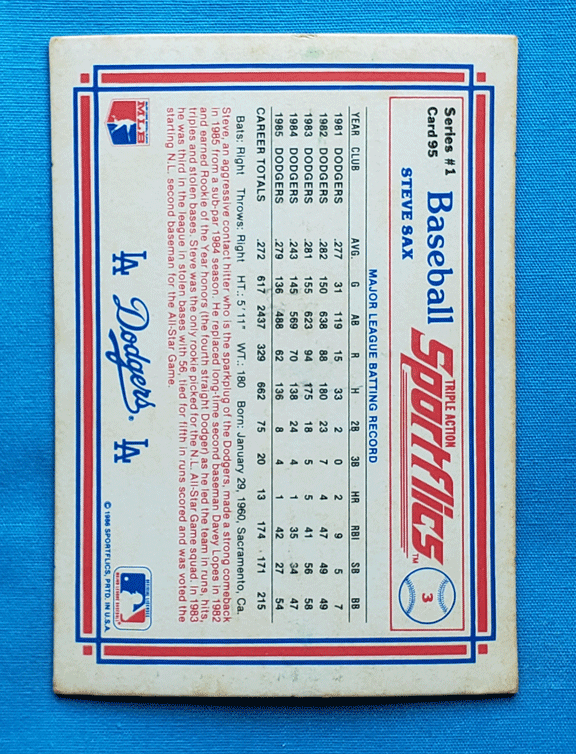 Series #1
Card 95
Baseball
TRIPLE ACTION
Sportflics™
3
STEVE SAX
MAJOR LEAGUE BATTING RECORD
YEAR CLUB AVG. G AB R H 2B 3B HR RBI SB BB
1981 DODGERS .277 31 119 15 33 2 0 2 9 5 7
1982 DODGERS .282 150 638 88 180 23 7 4 47 49 49
1983 DODGERS .281 155 623 94 175 18 5 5 41 56 58
1984 DODGERS .243 145 569 70 138 24 4 1 35 34 47
1985 DODGERS .279 136 488 62 136 8 4 1 42 27 54
CAREER TOTALS .272 617 2437 329 662 75 20 13 174 171 215
Bats: Right Throws: Right HT.: 5'11" WT.: 180 Born: January 29, 1960, Sacramento, Ca.
Steve, an aggressive contact hitter who is the sparkplug of the Dodgers, made a strong comeback
in 1985 from a sub-par 1984 season. He replaced long-time second baseman Davey Lopes in 1982
and earned Rookie of the Year honors (the fourth straight Dodger) as he led the team in runs, hits,
triples and stolen bases. Steve was the only rookie picked for the N.L. All-Star Game squad. In 1983
he was third in the league in stolen bases with 56, tied for fifth in runs scored and was voted the
starting N.L. second baseman for the All-Star Game.
MLB
LA Dodgers. LA
© 1986 SPORTFLICS, PRTD. IN U.S.A.